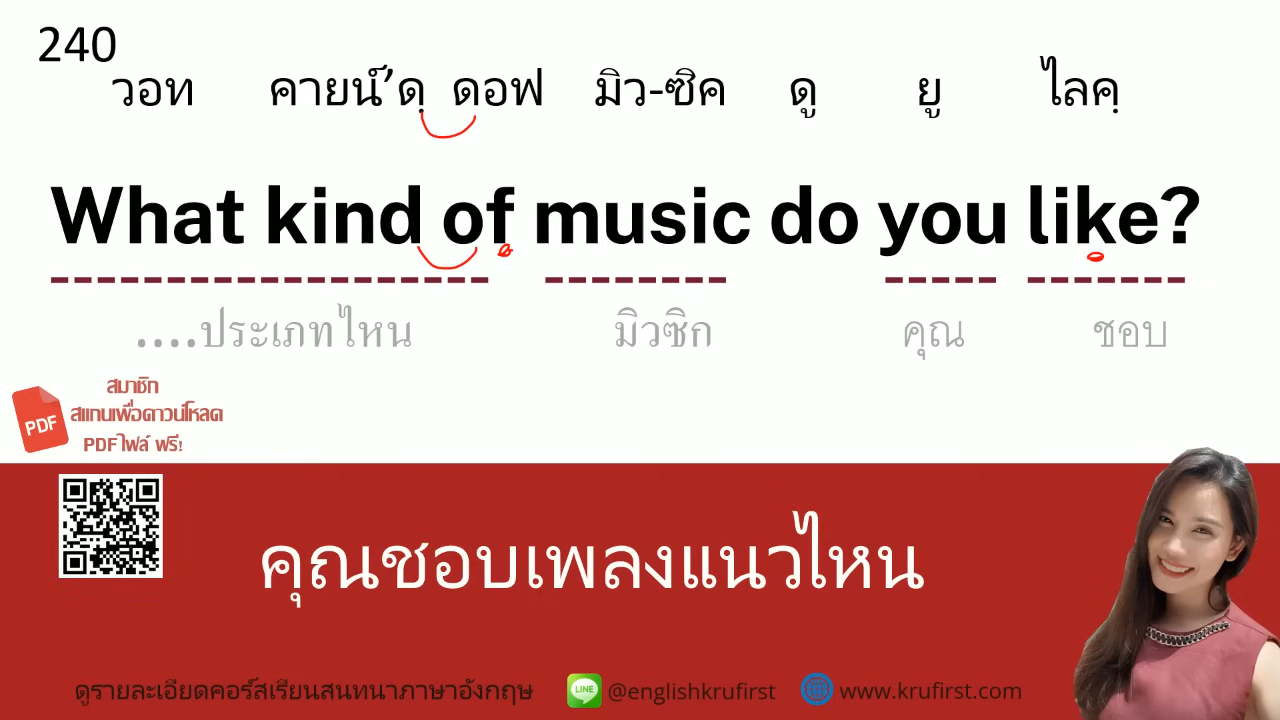 240
วอท คายน์’ดฺ ดอฟ มิว-ซิค ดู ยู ไลคฺ
What kind of music do you like?
....ประเภทไหน มิวซิก คุณ ชอบ
สมาชิก
สแกนเพื่อดาวน์โหลด
PDF ไฟล์ ฟรี!
PDF
คุณชอบเพลงแนวไหน
ดูรายละเอียดคอร์สเรียนสนทนาภาษาอังกฤษ LINE @englishkrufirst www.krufirst.com